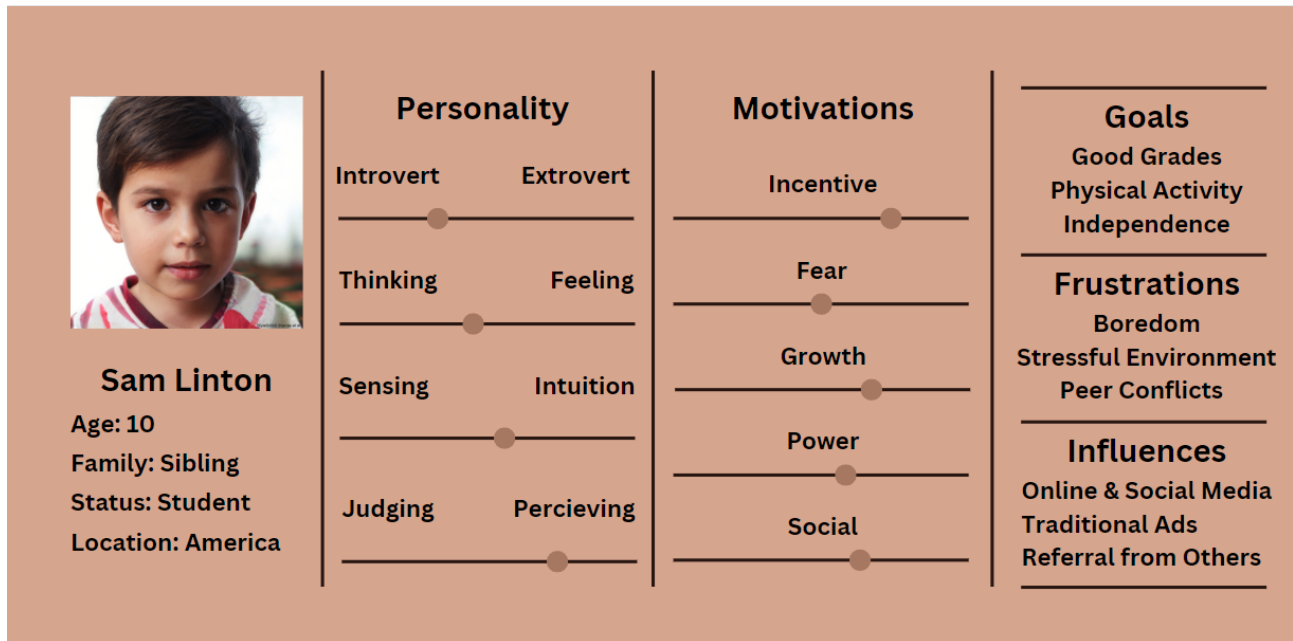 Sam Linton
Age: 10
Family: Sibling
Status: Student
Location: America
Personality
Introvert Extrovert
Thinking Feeling
Sensing Intuition
Judging Percieving
Motivations
Incentive
Fear
Growth
Power
Social
Goals
Good Grades
Physical Activity
Independence
Frustrations
Boredom
Stressful Environment
Peer Conflicts
Influences
Online & Social Media
Traditional Ads
Referral from Others